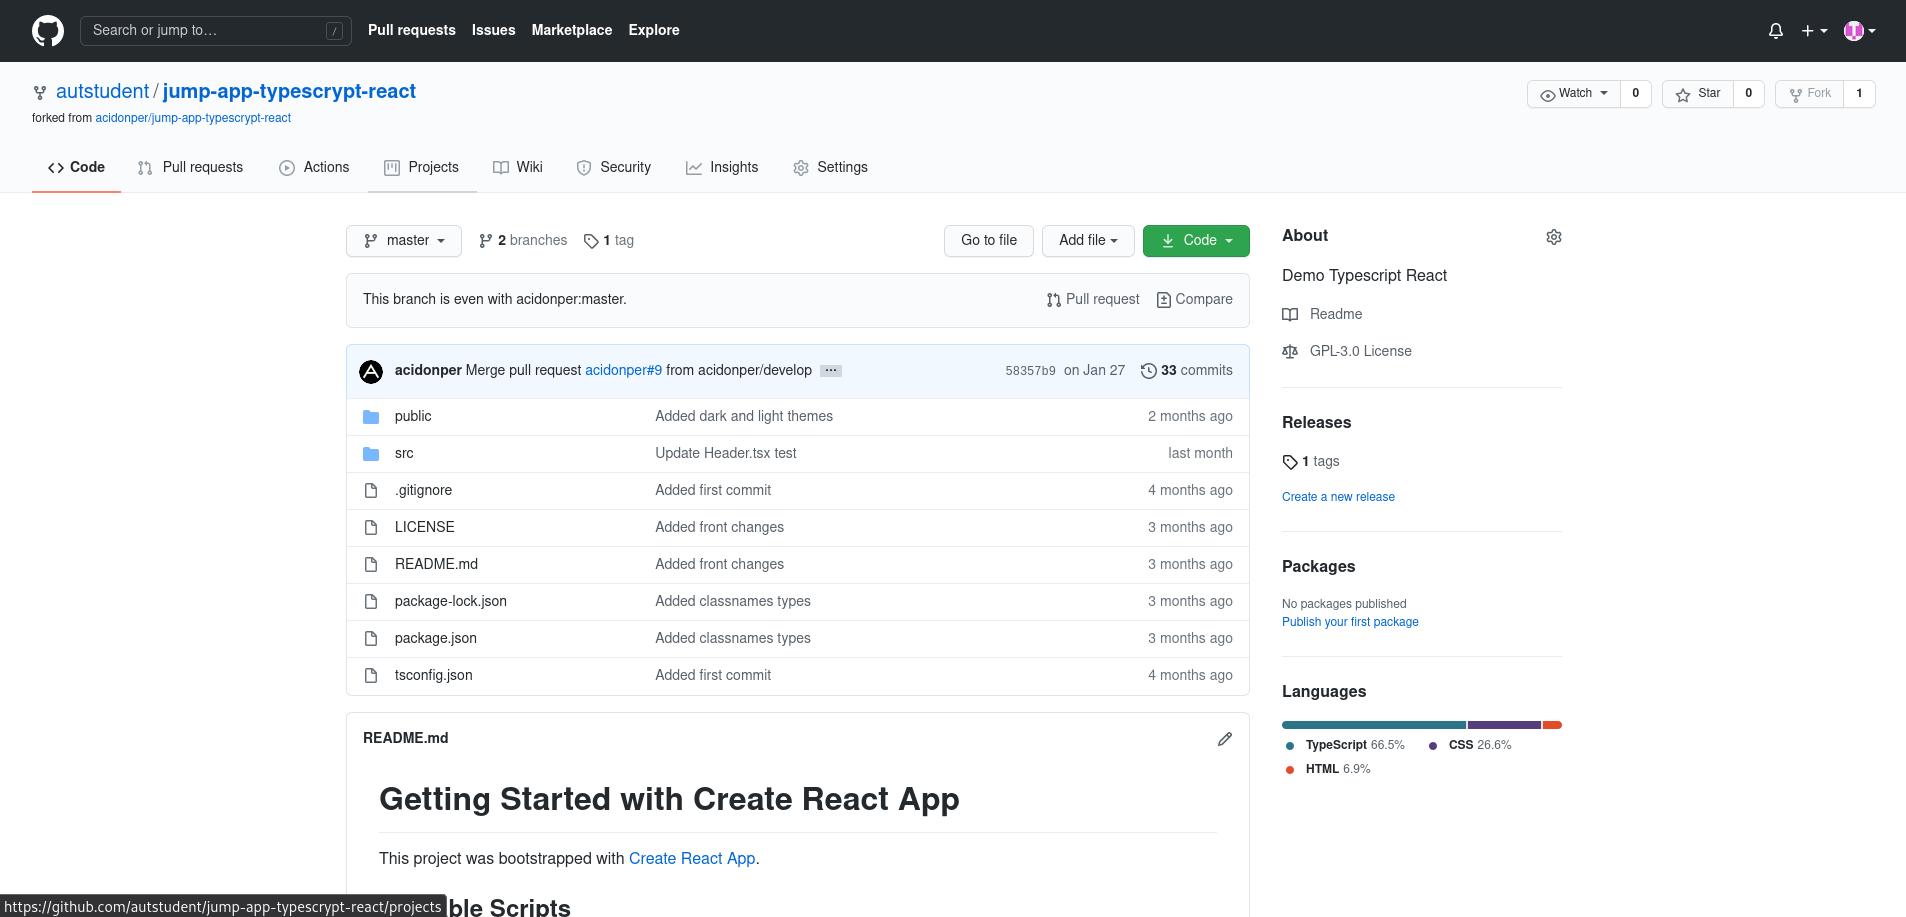 Search or jump to…
/
Pull requests Issues Marketplace Explore
autstudent / jump-app-typescrypt-react
forked from acidonper/jump-app-typescrypt-react
Watch 0 Star 0 Fork 1
Code Pull requests Actions Projects Wiki Security Insights Settings
master 2 branches 1 tag Go to file Add file Code
This branch is even with acidonper:master. Pull request Compare
acidonper Merge pull request acidonper#9 from acidonper/develop … 58357b9 on Jan 27 33 commits
public Added dark and light themes 2 months ago
src Update Header.tsx test last month
.gitignore Added first commit 4 months ago
LICENSE Added front changes 3 months ago
README.md Added front changes 3 months ago
package-lock.json Added classnames types 3 months ago
package.json Added classnames types 3 months ago
tsconfig.json Added first commit 4 months ago
README.md
Getting Started with Create React App
This project was bootstrapped with Create React App.
ble Scripts
About
Demo Typescript React
Readme
GPL-3.0 License
Releases
1 tags
Create a new release
Packages
No packages published
Publish your first package
Languages
TypeScript 66.5% CSS 26.6%
HTML 6.9%
https://github.com/autstudent/jump-app-typescrypt-react/projects